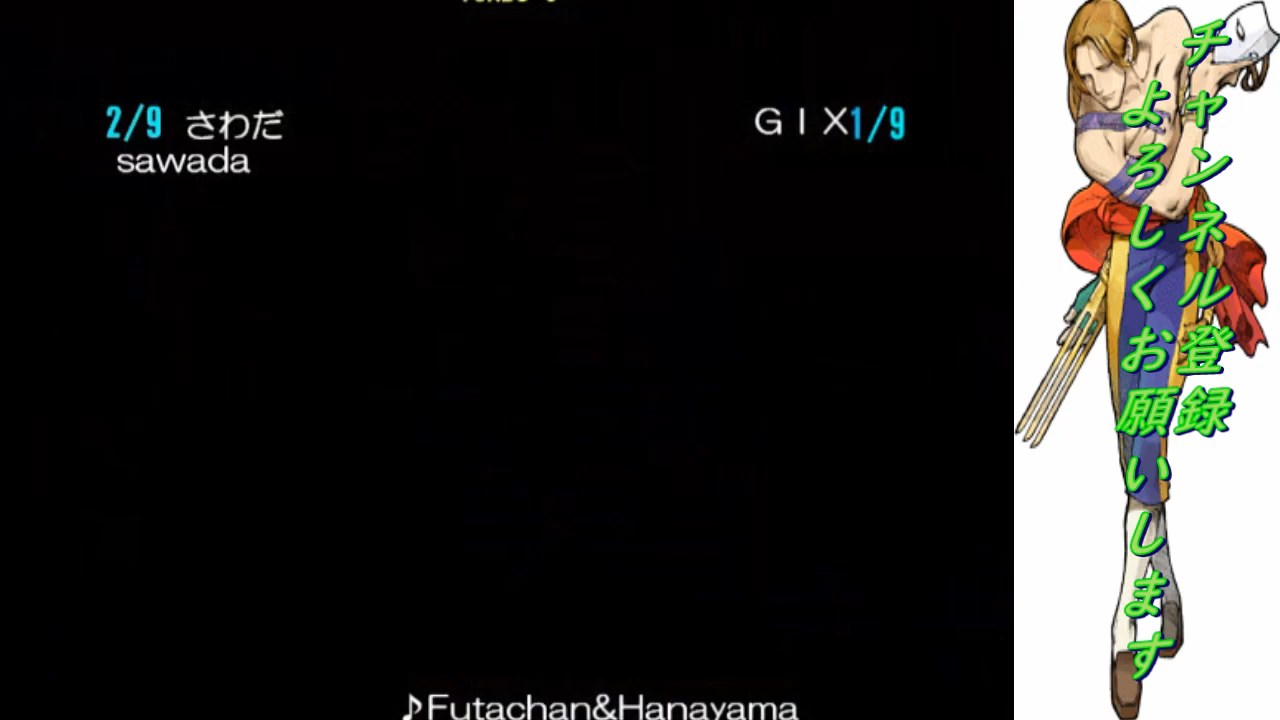 2/9 さわだ
sawada
GIX1/9
♪Futachan&Hanayama
チャンネル登録
よろしくお願いします